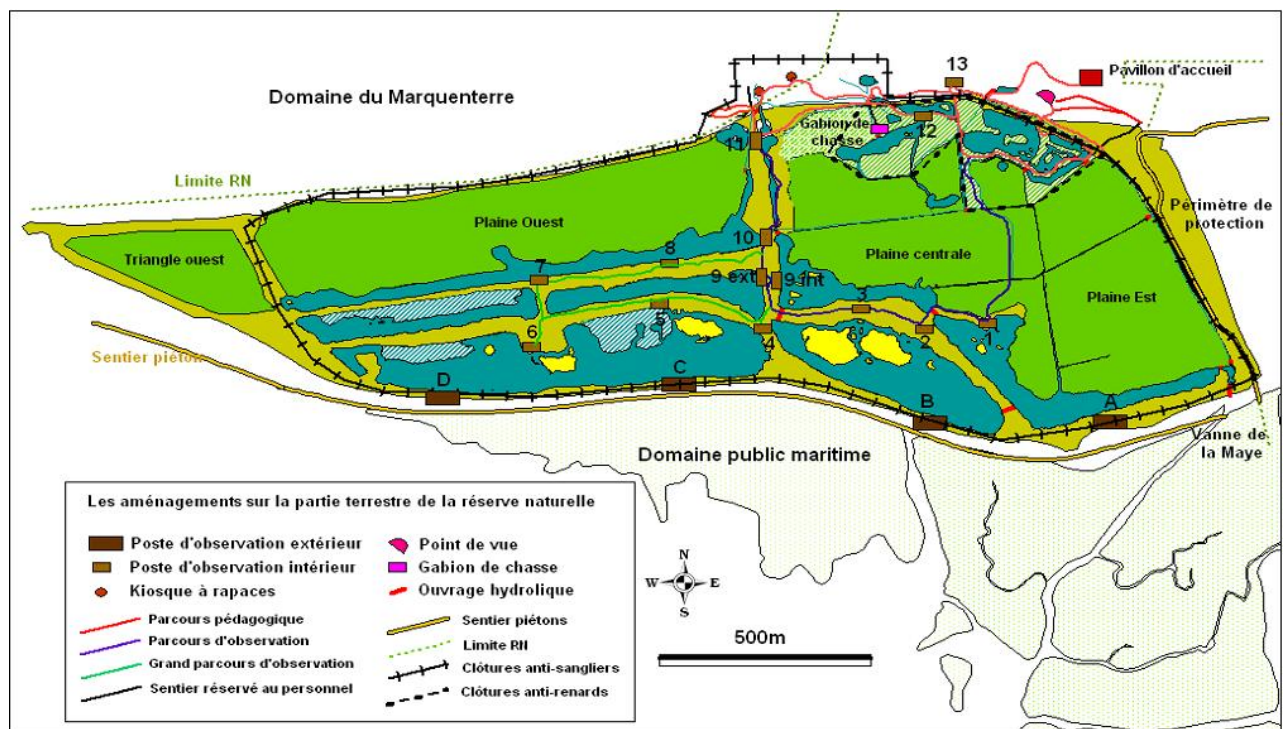 13
Pavillon d'accueil
Domaine du Marquenterre
Gabion de
chasse
12
11
Limite RN
Périmètre de
protection
Plaine Ouest
10
Triangle ouest
8
Plaine centrale
7
9 ext
9 int
Plaine Est
3
5
6
4
2
1
Sentier piéton
D
C
B
A
Vanne de
la Maye
Domaine public maritime
Les aménagements sur la partie terrestre de la réserve naturelle
Poste d'observation extérieur
Point de vue
Poste d'observation intérieur
Gabion de chasse
Kiosque à rapaces
Ouvrage hydrolique
Parcours pédagogique
Sentier piétons
Parcours d'observation
Limite RN
Grand parcours d'observation
Clôtures anti-sangliers
Sentier réservé au personnel
Clôtures anti-renards
N
W
E
S
500m